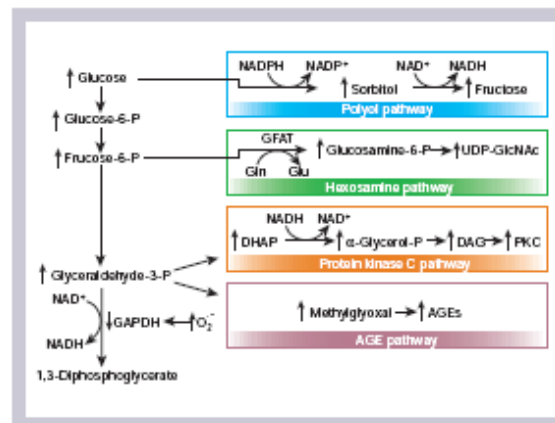 ↑ Glucose
NADPH NADP⁺ NAD⁺ NADH
↑ Sorbitol ↑ Fructose
Polyol pathway
↑ Glucose-6-P
↑ Frucose-6-P
GFAT
↑ Glucosamine-6-P → ↑ UDP-GlcNAc
Gln Glu
Hexosamine pathway
NADH NAD⁺
↑ DHAP → ↑ α-Glycerol-P → ↑ DAG → ↑ PKC
Protein kinase C pathway
↑ Glyceraldehyde-3-P
NAD⁺
↓ GAPDH ← ↑ O₂⁻
NADH
↑ Methylglyoxal → ↑ AGEs
AGE pathway
1,3-Diphosphoglycerate